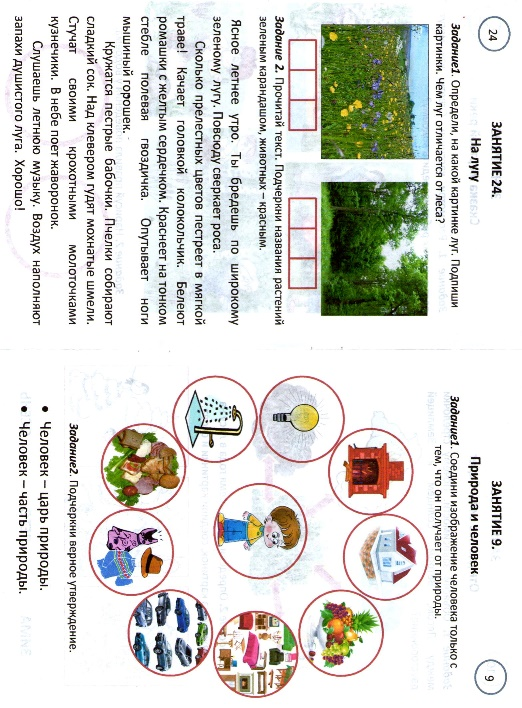 24
ЗАНЯТИЕ 24.
На лугу
Задание1. Определи, на какой картинке луг. Подпиши
картинки. Чем луг отличается от леса?
Задание 2. Прочитай текст. Подчеркни названия растений
зеленым карандашом, животных – красным.
Ясное летнее утро. Ты бредешь по широкому
зеленому лугу. Повсюду сверкает роса.
Сколько прелестных цветов пестреет в мягкой
траве! Качает головкой колокольчик. Белеют
ромашки с желтым сердечком. Краснеет на тонком
стебле полевая гвоздичка. Опутывает ноги
мышиный горошек.
Кружатся пестрые бабочки. Пчелки собирают
сладкий сок. Над клевером гудят мохнатые шмели.
Стучат своими крохотными молоточками
кузнечики. В небе поет жаворонок.
Слушаешь летнюю музыку. Воздух наполняют
запахи душистого луга. Хорошо!
9
ЗАНЯТИЕ 9.
Природа и человек
Задание1. Соедини изображение человека только с
тем, что он получает от природы.
Задание2. Подчеркни верное утверждение.
• Человек – царь природы.
• Человек – часть природы.